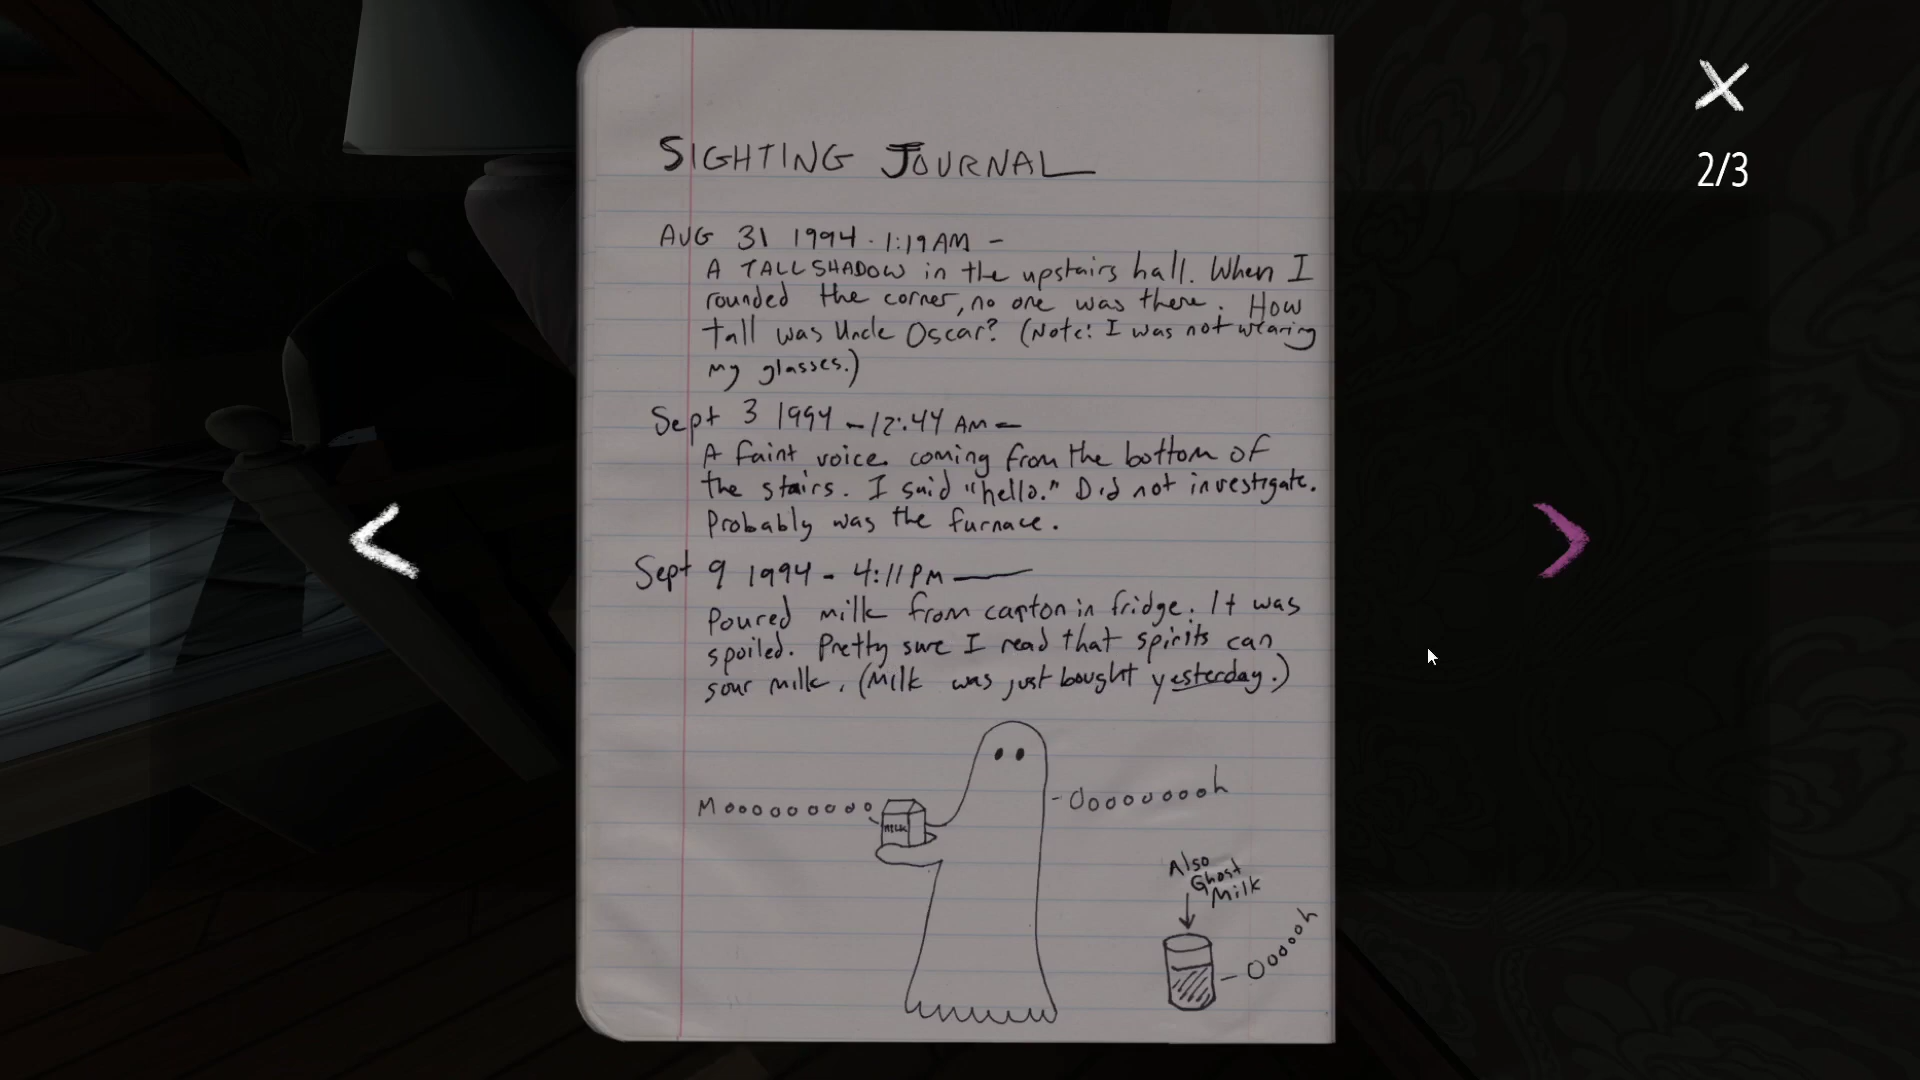 2/3
SIGHTING JOURNAL
AUG 31 1994 - 1:19 AM -
A TALL SHADOW in the upstairs hall. When I
rounded the corner, no one was there. How
tall was Uncle Oscar? (Note: I was not wearing
my glasses.)
Sept 3 1994 - 12:44 AM -
A faint voice coming from the bottom of
the stairs. I said "hello." Did not investigate.
Probably was the furnace.
Sept 9 1994 - 4:11 PM -
Poured milk from carton in fridge. It was
spoiled. Pretty sure I read that spirits can
sour milk. (Milk was just bought yesterday.)
Mooooooooo
MILK
- Ooooooooh
Also
Ghost
Milk
- Oooooh